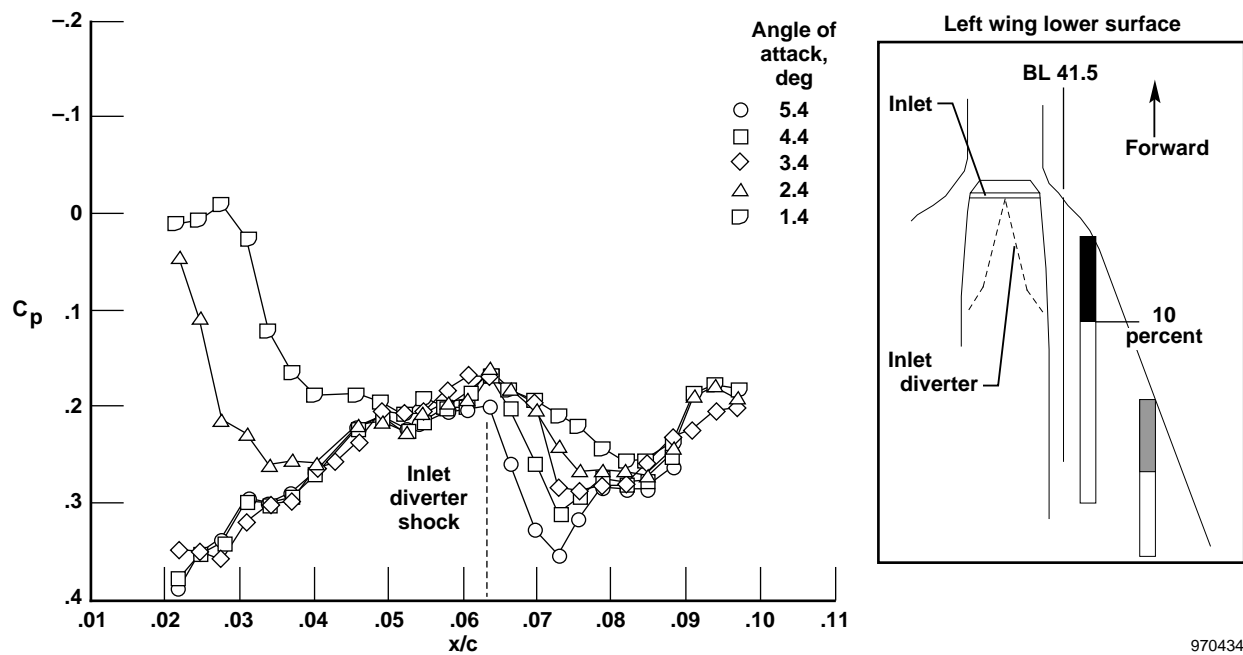 –.2
–.1
0
.1
.2
.3
.4
Cp
.01 .02 .03 .04 .05 .06 .07 .08 .09 .10 .11
x/c
Inlet
diverter
shock
Angle of
attack,
deg
5.4
4.4
3.4
2.4
1.4
Left wing lower surface
BL 41.5
Inlet
Forward
10
percent
Inlet
diverter
970434